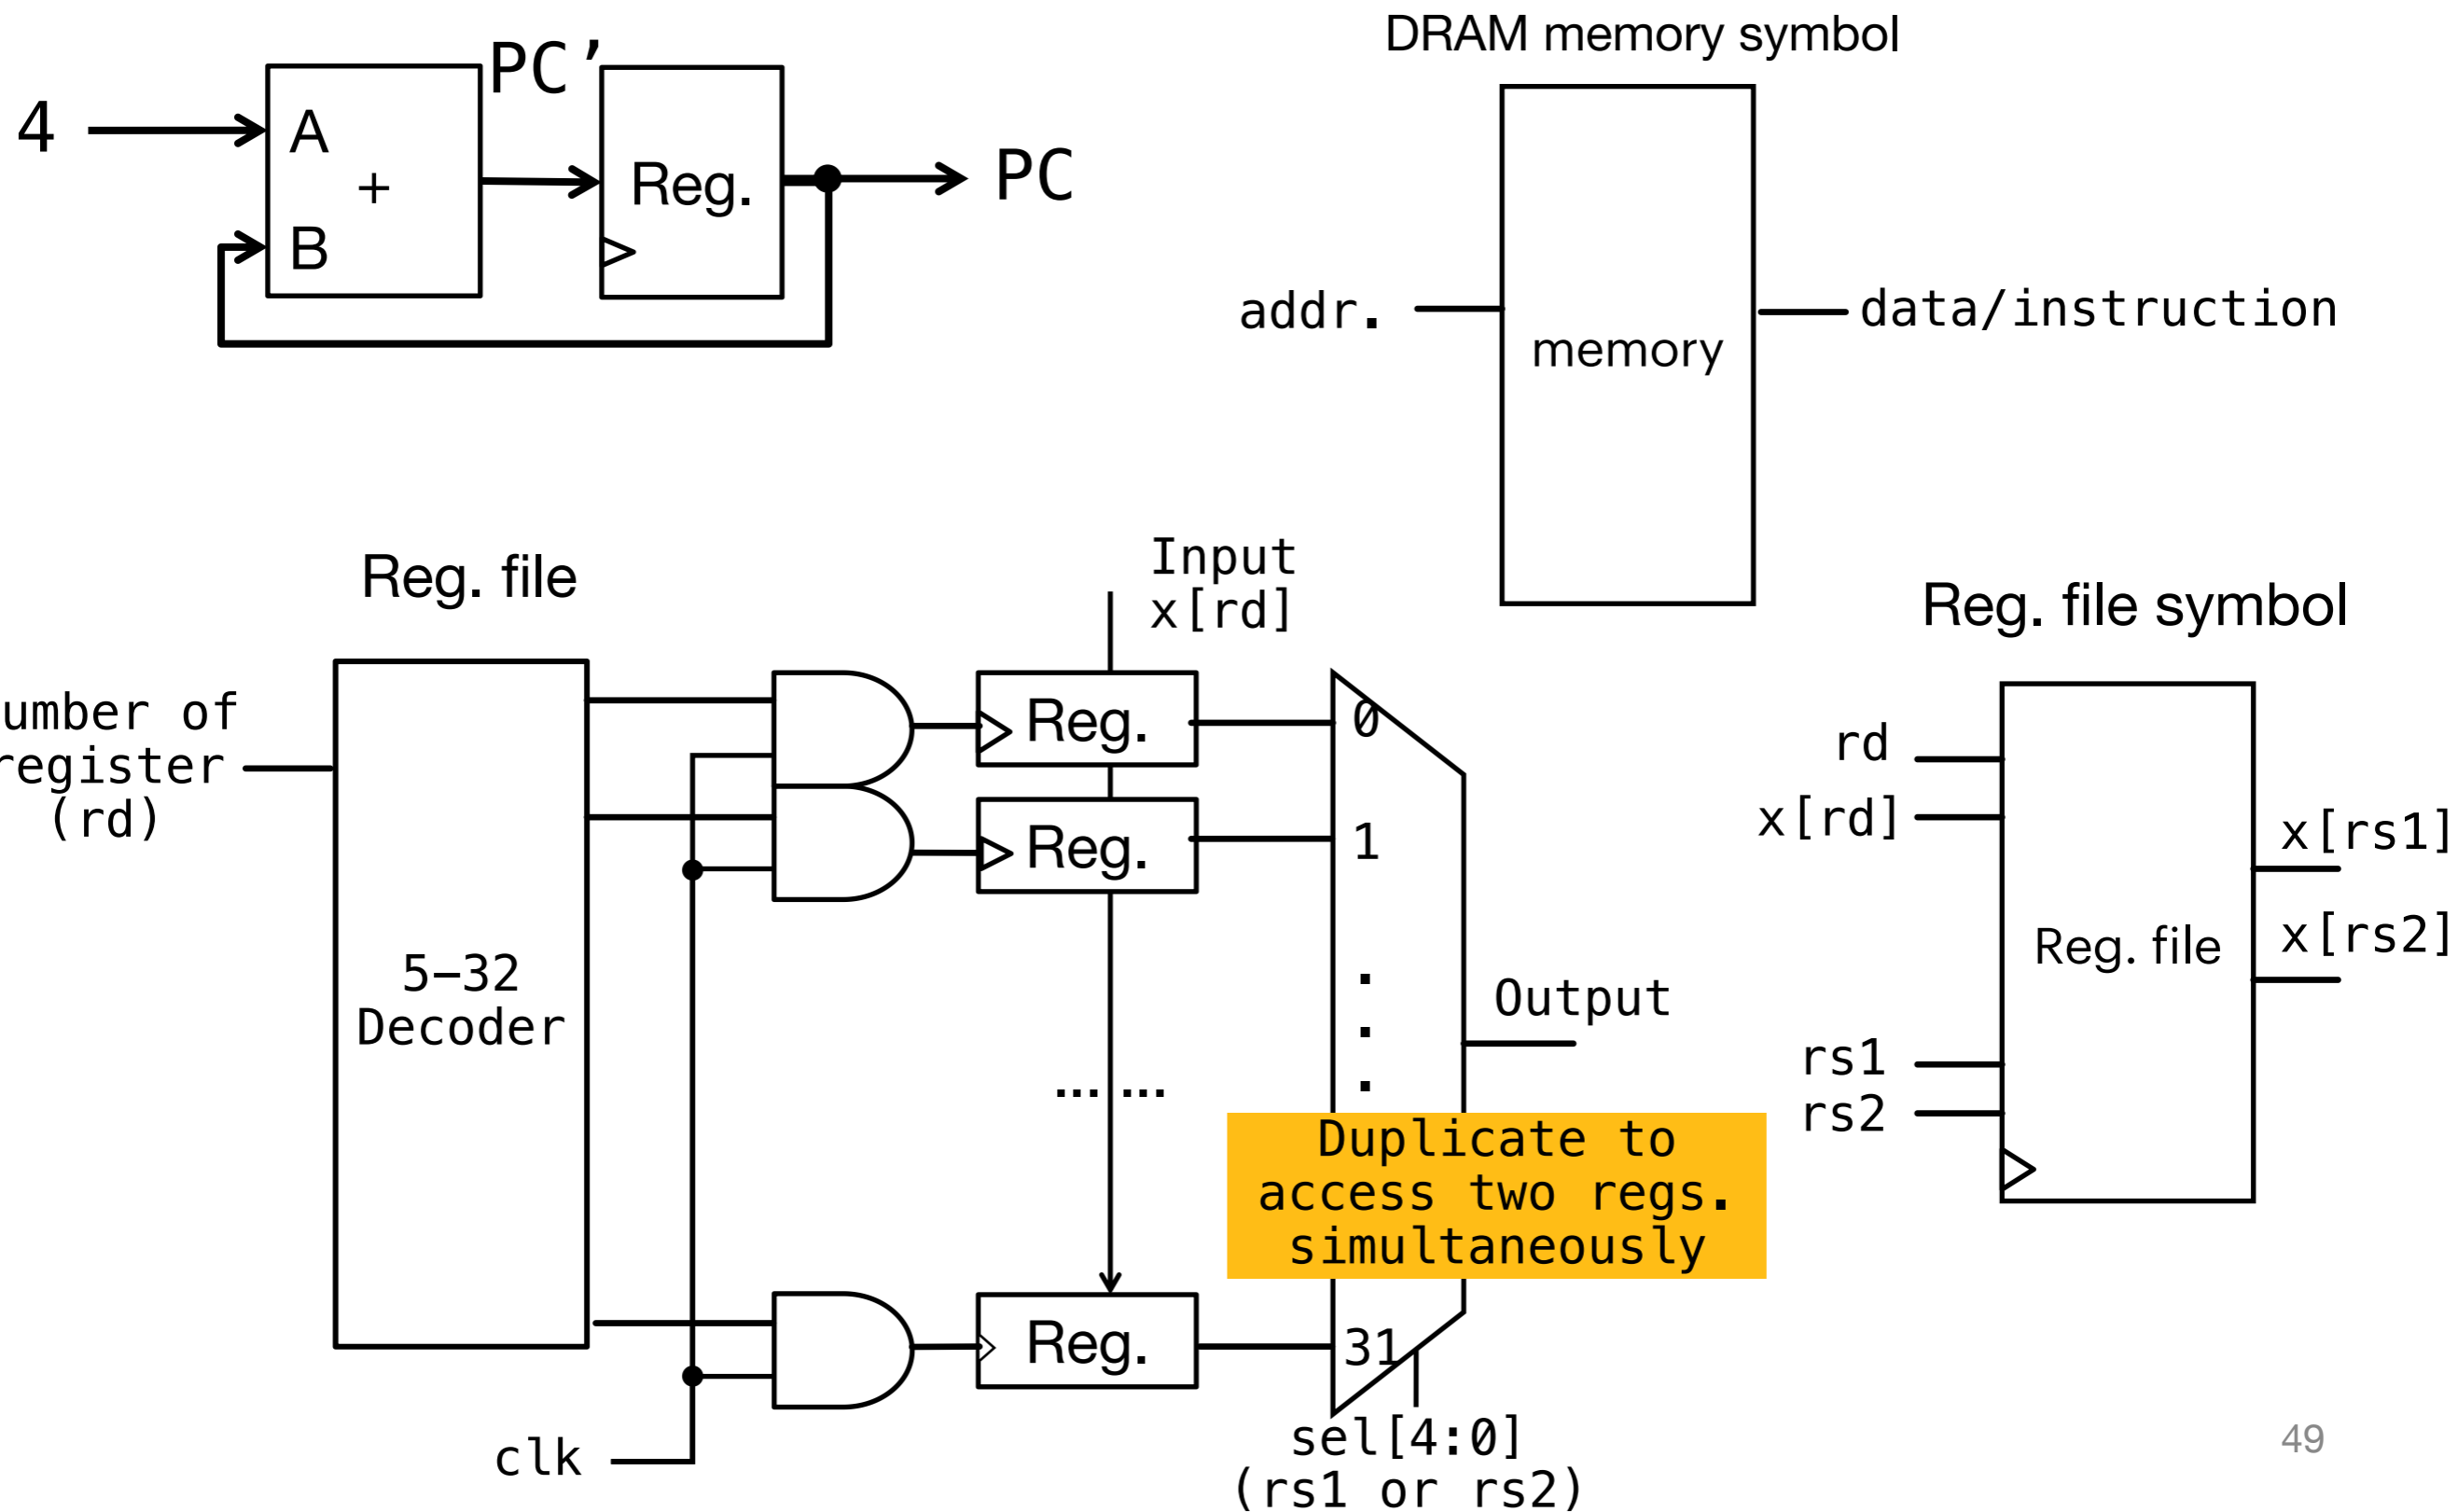 PC’
4
A
+
B
Reg.
PC
DRAM memory symbol
addr.
memory
data/instruction
Reg. file
umber of
register
(rd)
5-32
Decoder
clk
Input
x[rd]
Reg.
Reg.
... ...
Reg.
0
1
.
.
.
31
Output
Duplicate to
access two regs.
simultaneously
sel[4:0]
(rs1 or rs2)
Reg. file symbol
rd
x[rd]
rs1
rs2
Reg. file
x[rs1]
x[rs2]
49